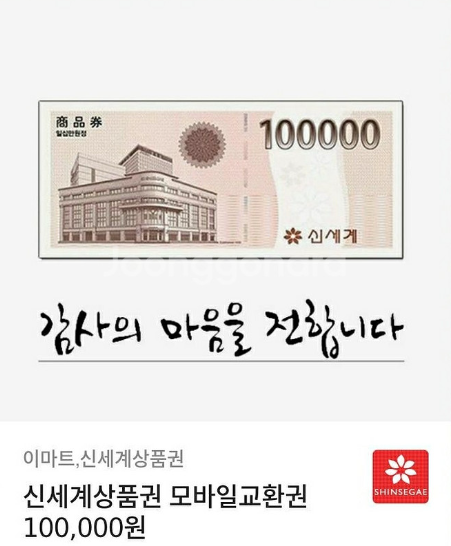 商品券
일십만원정
100000
신세계
Joonggonara
감사의 마음을 전합니다
이마트,신세계상품권
신세계상품권 모바일교환권
100,000원
SHINSEGAE